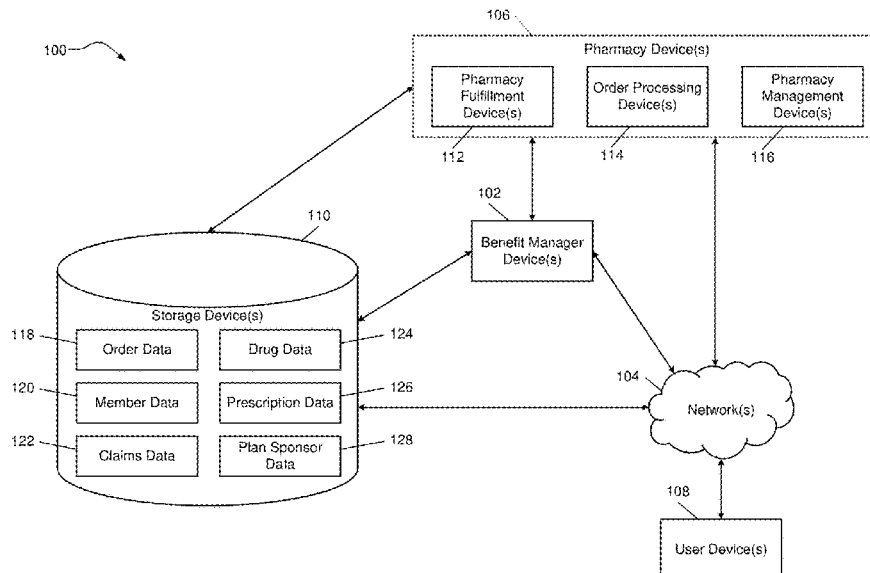 100
106
Pharmacy Device(s)
Pharmacy
Fulfillment
Device(s)
Order Processing
Device(s)
Pharmacy
Management
Device(s)
112
114
116
102
Benefit Manager
Device(s)
110
Storage Device(s)
118
Order Data
Drug Data
124
120
Member Data
Prescription Data
126
122
Claims Data
Plan Sponsor
Data
128
104
Network(s)
108
User Device(s)